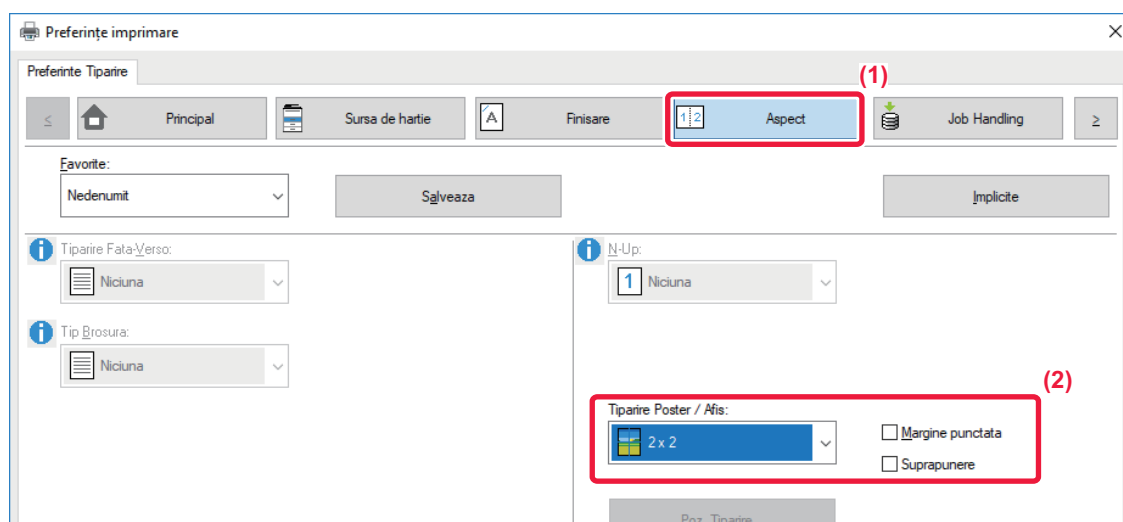 Preferințe imprimare
Preferinte Tiparire
(1)
< Principal Sursa de hartie A Finisare 1 2 Aspect Job Handling >
Favorite:
Nedenumit Salveaza Implicite
Tiparire Fata-Verso: N-Up:
Niciuna 1 Niciuna
Tip Brosura:
Niciuna
(2)
Tiparire Poster / Afis:
2 x 2 Margine punctata
Suprapunere
Poz. Tiparire